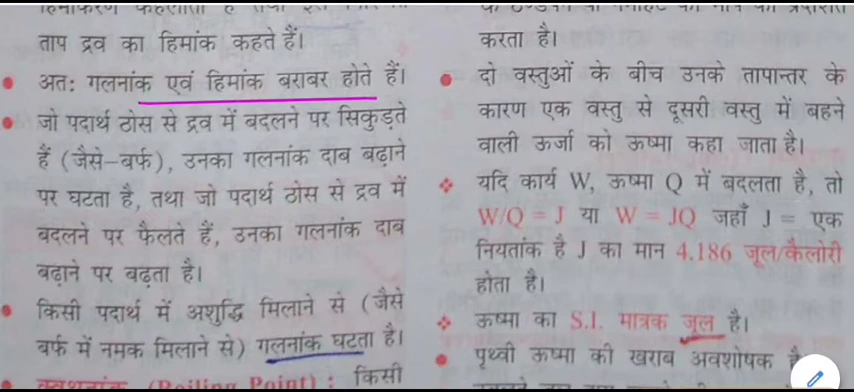 ताप द्रव का हिमांक कहते हैं।
अतः गलनांक एवं हिमांक बराबर होते हैं।
जो पदार्थ ठोस से द्रव में बदलने पर सिकुड़ते
हैं (जैसे–बर्फ), उनका गलनांक दाब बढ़ाने
पर घटता है, तथा जो पदार्थ ठोस से द्रव में
बदलने पर फैलते हैं, उनका गलनांक दाब
बढ़ाने पर बढ़ता है।
किसी पदार्थ में अशुद्धि मिलाने से (जैसे
बर्फ में नमक मिलाने से) गलनांक घटता है।
क्वथनांक (Boiling Point) : किसी
करता है।
दो वस्तुओं के बीच उनके तापान्तर के
कारण एक वस्तु से दूसरी वस्तु में बहने
वाली ऊर्जा को ऊष्मा कहा जाता है।
यदि कार्य W, ऊष्मा Q में बदलता है, तो
W/Q = J या W = JQ जहाँ J = एक
नियतांक है J का मान 4.186 जूल/कैलोरी
होता है।
ऊष्मा का S.I. मात्रक जूल है।
पृथ्वी ऊष्मा की खराब अवशोषक है